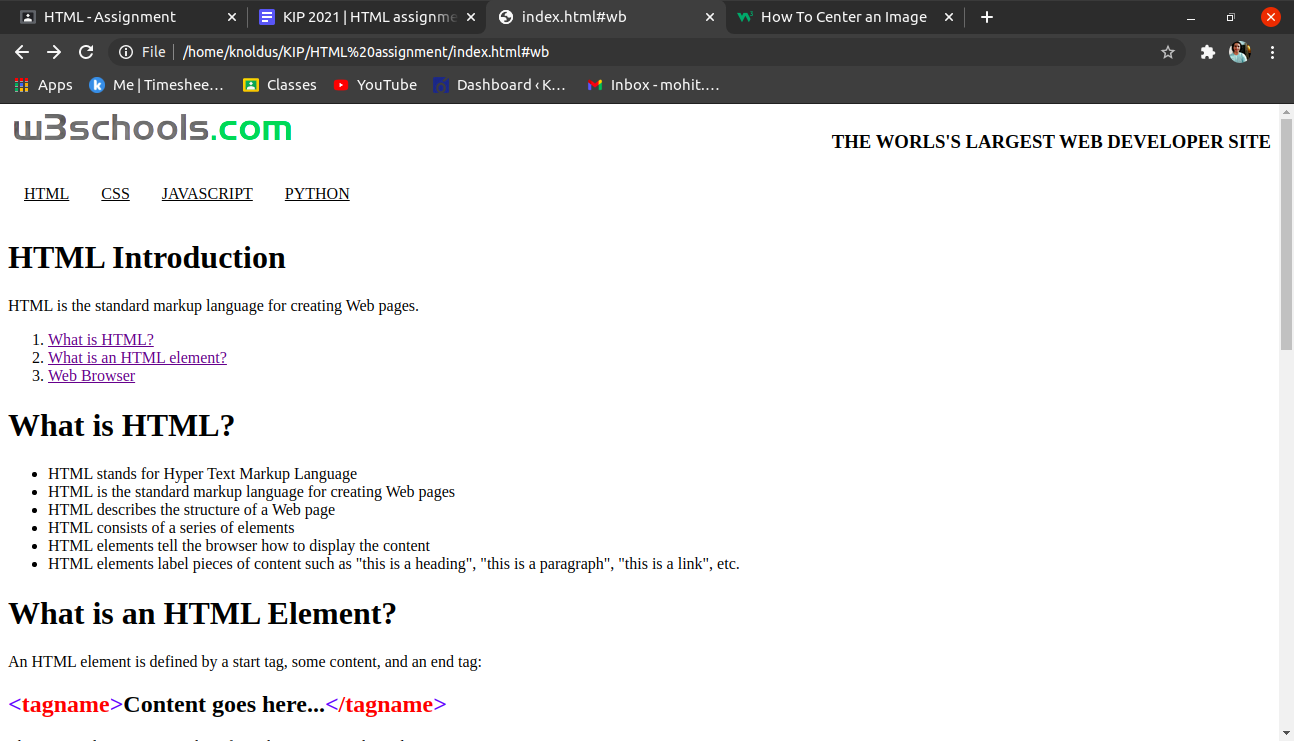 HTML - Assignment
KIP 2021 | HTML assignme
index.html#wb
How To Center an Image
File
/home/knoldus/KIP/HTML%20assignment/index.html#wb
Apps
Me | Timeshee…
Classes
YouTube
Dashboard ‹ K…
Inbox - mohit.…
w3schools.com
THE WORLS'S LARGEST WEB DEVELOPER SITE
HTML CSS JAVASCRIPT PYTHON
HTML Introduction
HTML is the standard markup language for creating Web pages.
1. What is HTML?
2. What is an HTML element?
3. Web Browser
What is HTML?
• HTML stands for Hyper Text Markup Language
• HTML is the standard markup language for creating Web pages
• HTML describes the structure of a Web page
• HTML consists of a series of elements
• HTML elements tell the browser how to display the content
• HTML elements label pieces of content such as "this is a heading", "this is a paragraph", "this is a link", etc.
What is an HTML Element?
An HTML element is defined by a start tag, some content, and an end tag:
<tagname>Content goes here...</tagname>